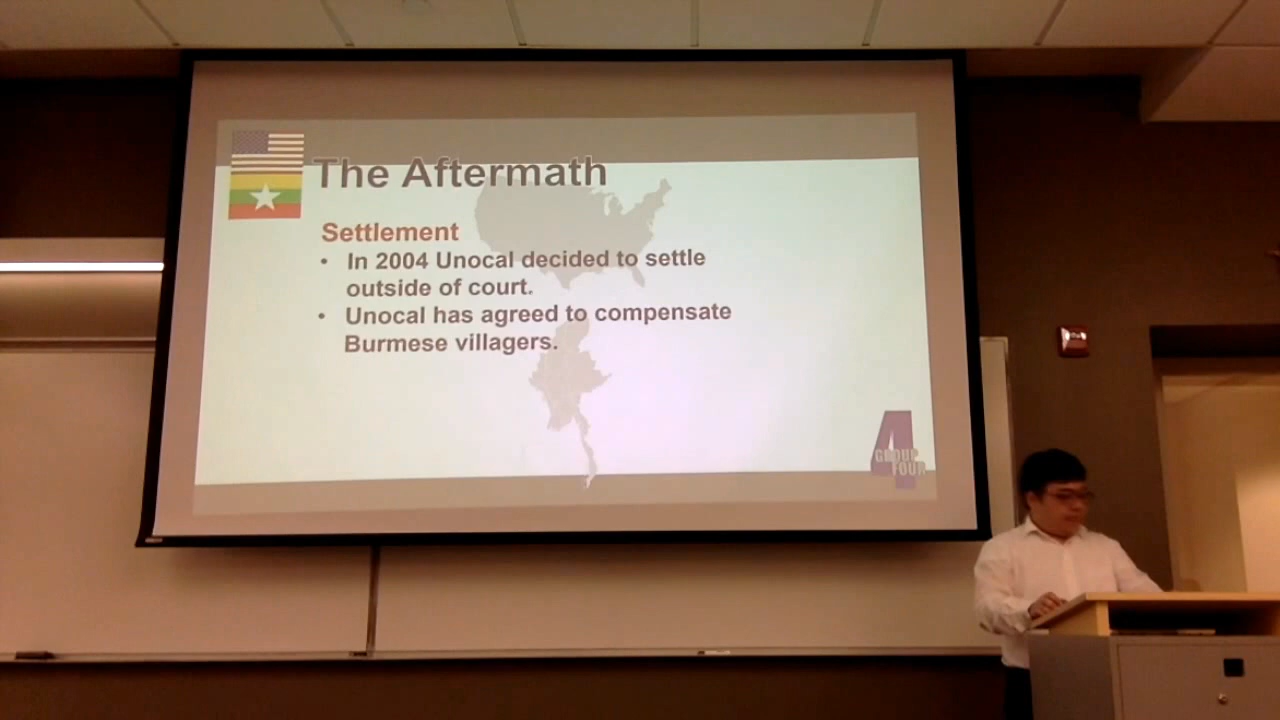 The Aftermath
Settlement
• In 2004 Unocal decided to settle
outside of court.
• Unocal has agreed to compensate
Burmese villagers.
4
GROUP
FOUR